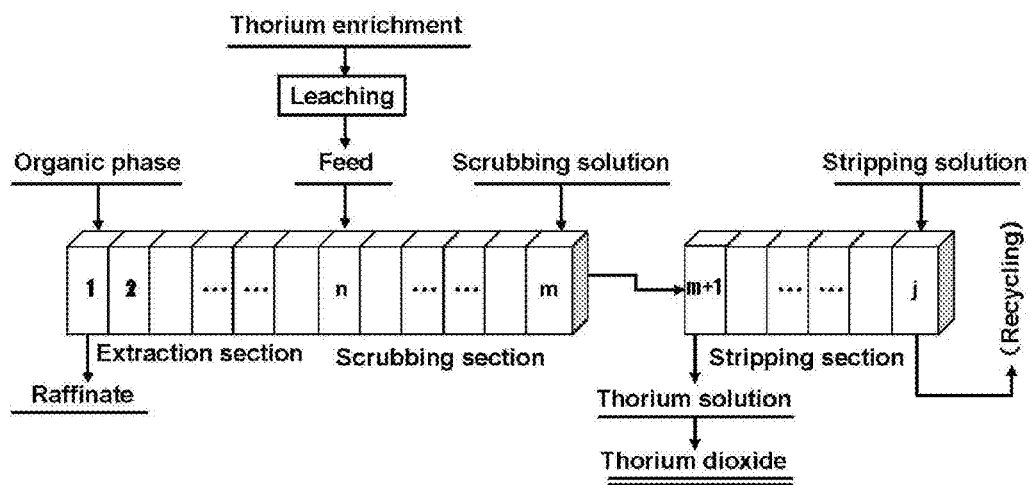 Thorium enrichment
Leaching
Organic phase
Feed
Scrubbing solution
Stripping solution
1 2 ... ... n ... ... m
m+1 ... ... j
(Recycling)
Extraction section
Scrubbing section
Stripping section
Raffinate
Thorium solution
Thorium dioxide